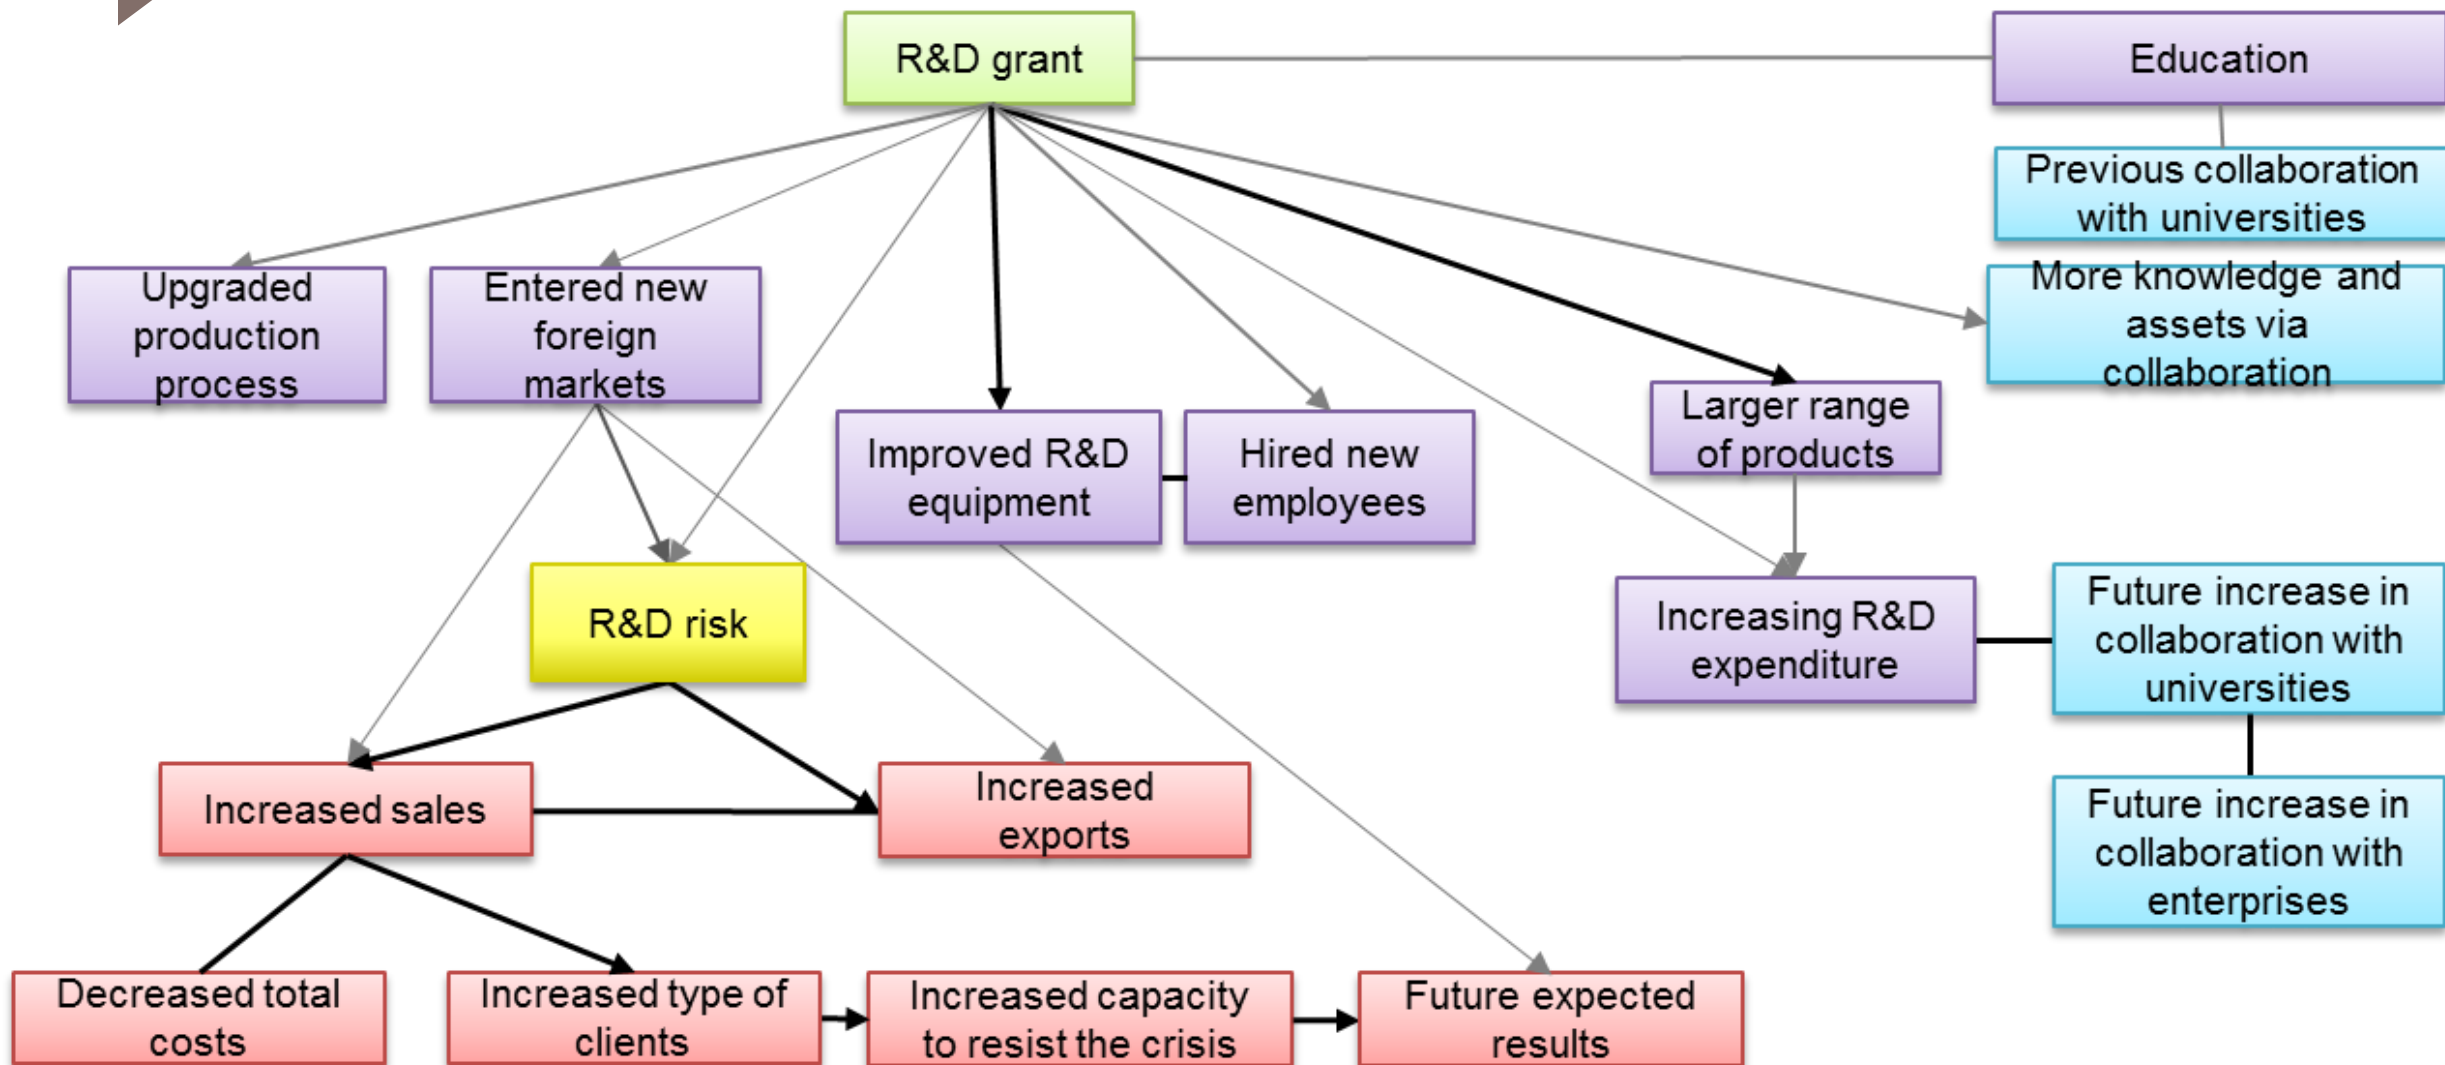 R&D grant
Education
Previous collaboration
with universities
Upgraded
production
process
Entered new
foreign
markets
More knowledge and
assets via
collaboration
Larger range
of products
Improved R&D
equipment
Hired new
employees
R&D risk
Increasing R&D
expenditure
Future increase in
collaboration with
universities
Increased sales
Increased
exports
Future increase in
collaboration with
enterprises
Decreased total
costs
Increased type of
clients
Increased capacity
to resist the crisis
Future expected
results